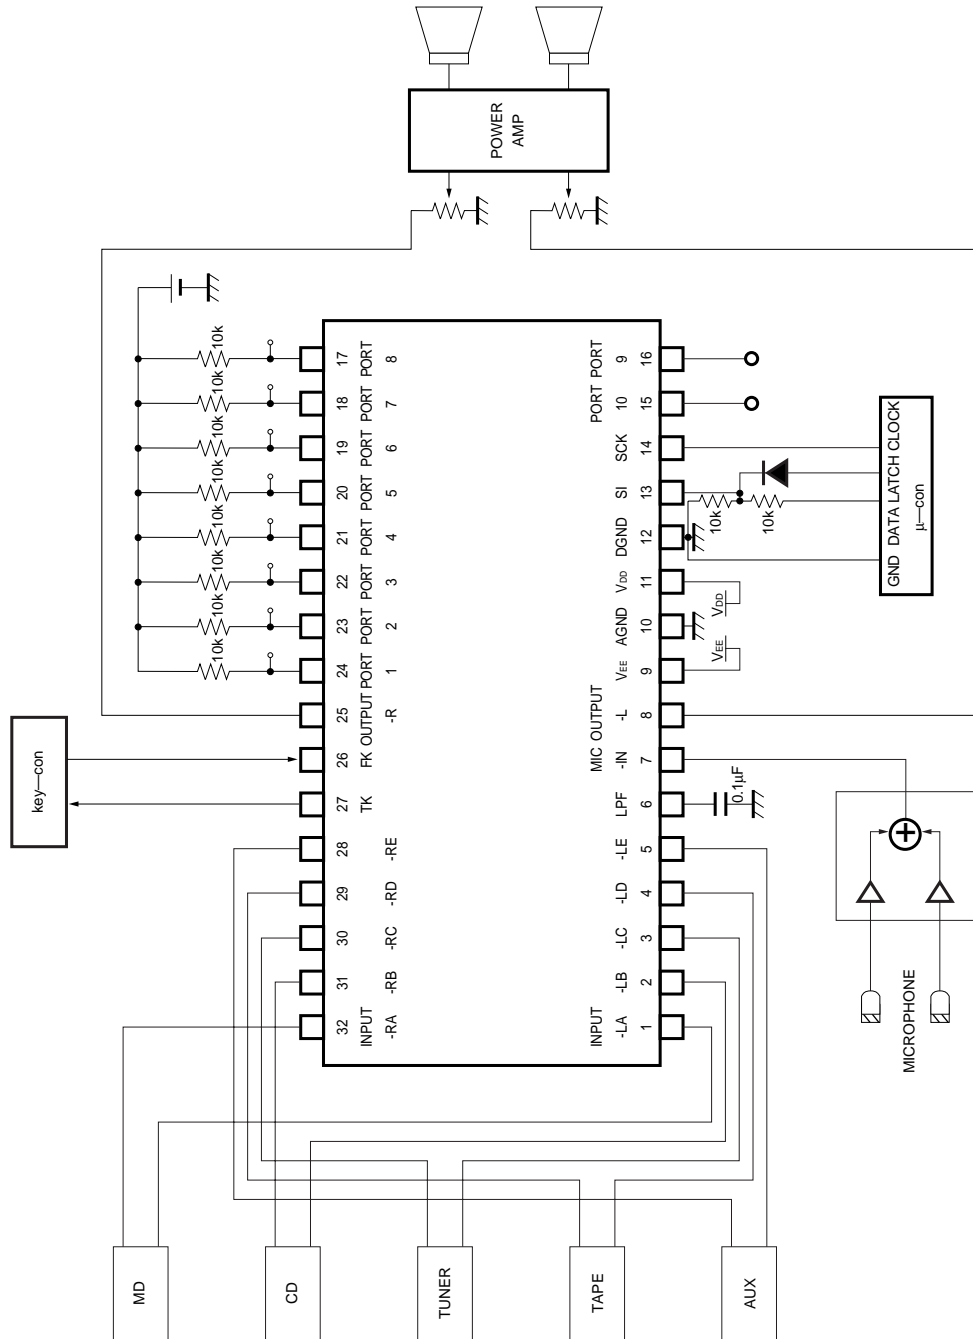 POWER
AMP
10k
10k
10k
10k
10k
10k
10k
10k
17 18 19 20 21 22 23 24 25 26 27 28 29 30 31 32
PORT PORT PORT PORT PORT PORT PORT PORT OUTPUT FK TK -RE -RD -RC -RB INPUT
8 7 6 5 4 3 2 1 -R -RA
PORT PORT SCK SI DGND VDD AGND VEE MIC OUTPUT LPF -LE -LD -LC -LB INPUT
9 10 -L -IN -LA
16 15 14 13 12 11 10 9 8 7 6 5 4 3 2 1
key—con
10k
10k
VDD
VEE
0.1µF
GND DATA LATCH CLOCK
µ—con
MICROPHONE
MD
CD
TUNER
TAPE
AUX